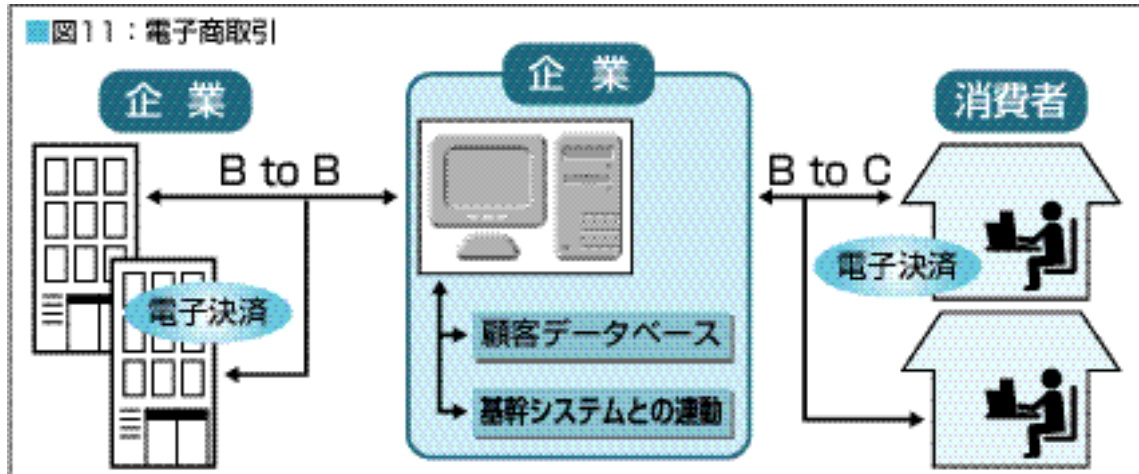 ■図11：電子商取引
企業
企業
消費者
B to B
B to C
電子決済
電子決済
顧客データベース
基幹システムとの連動